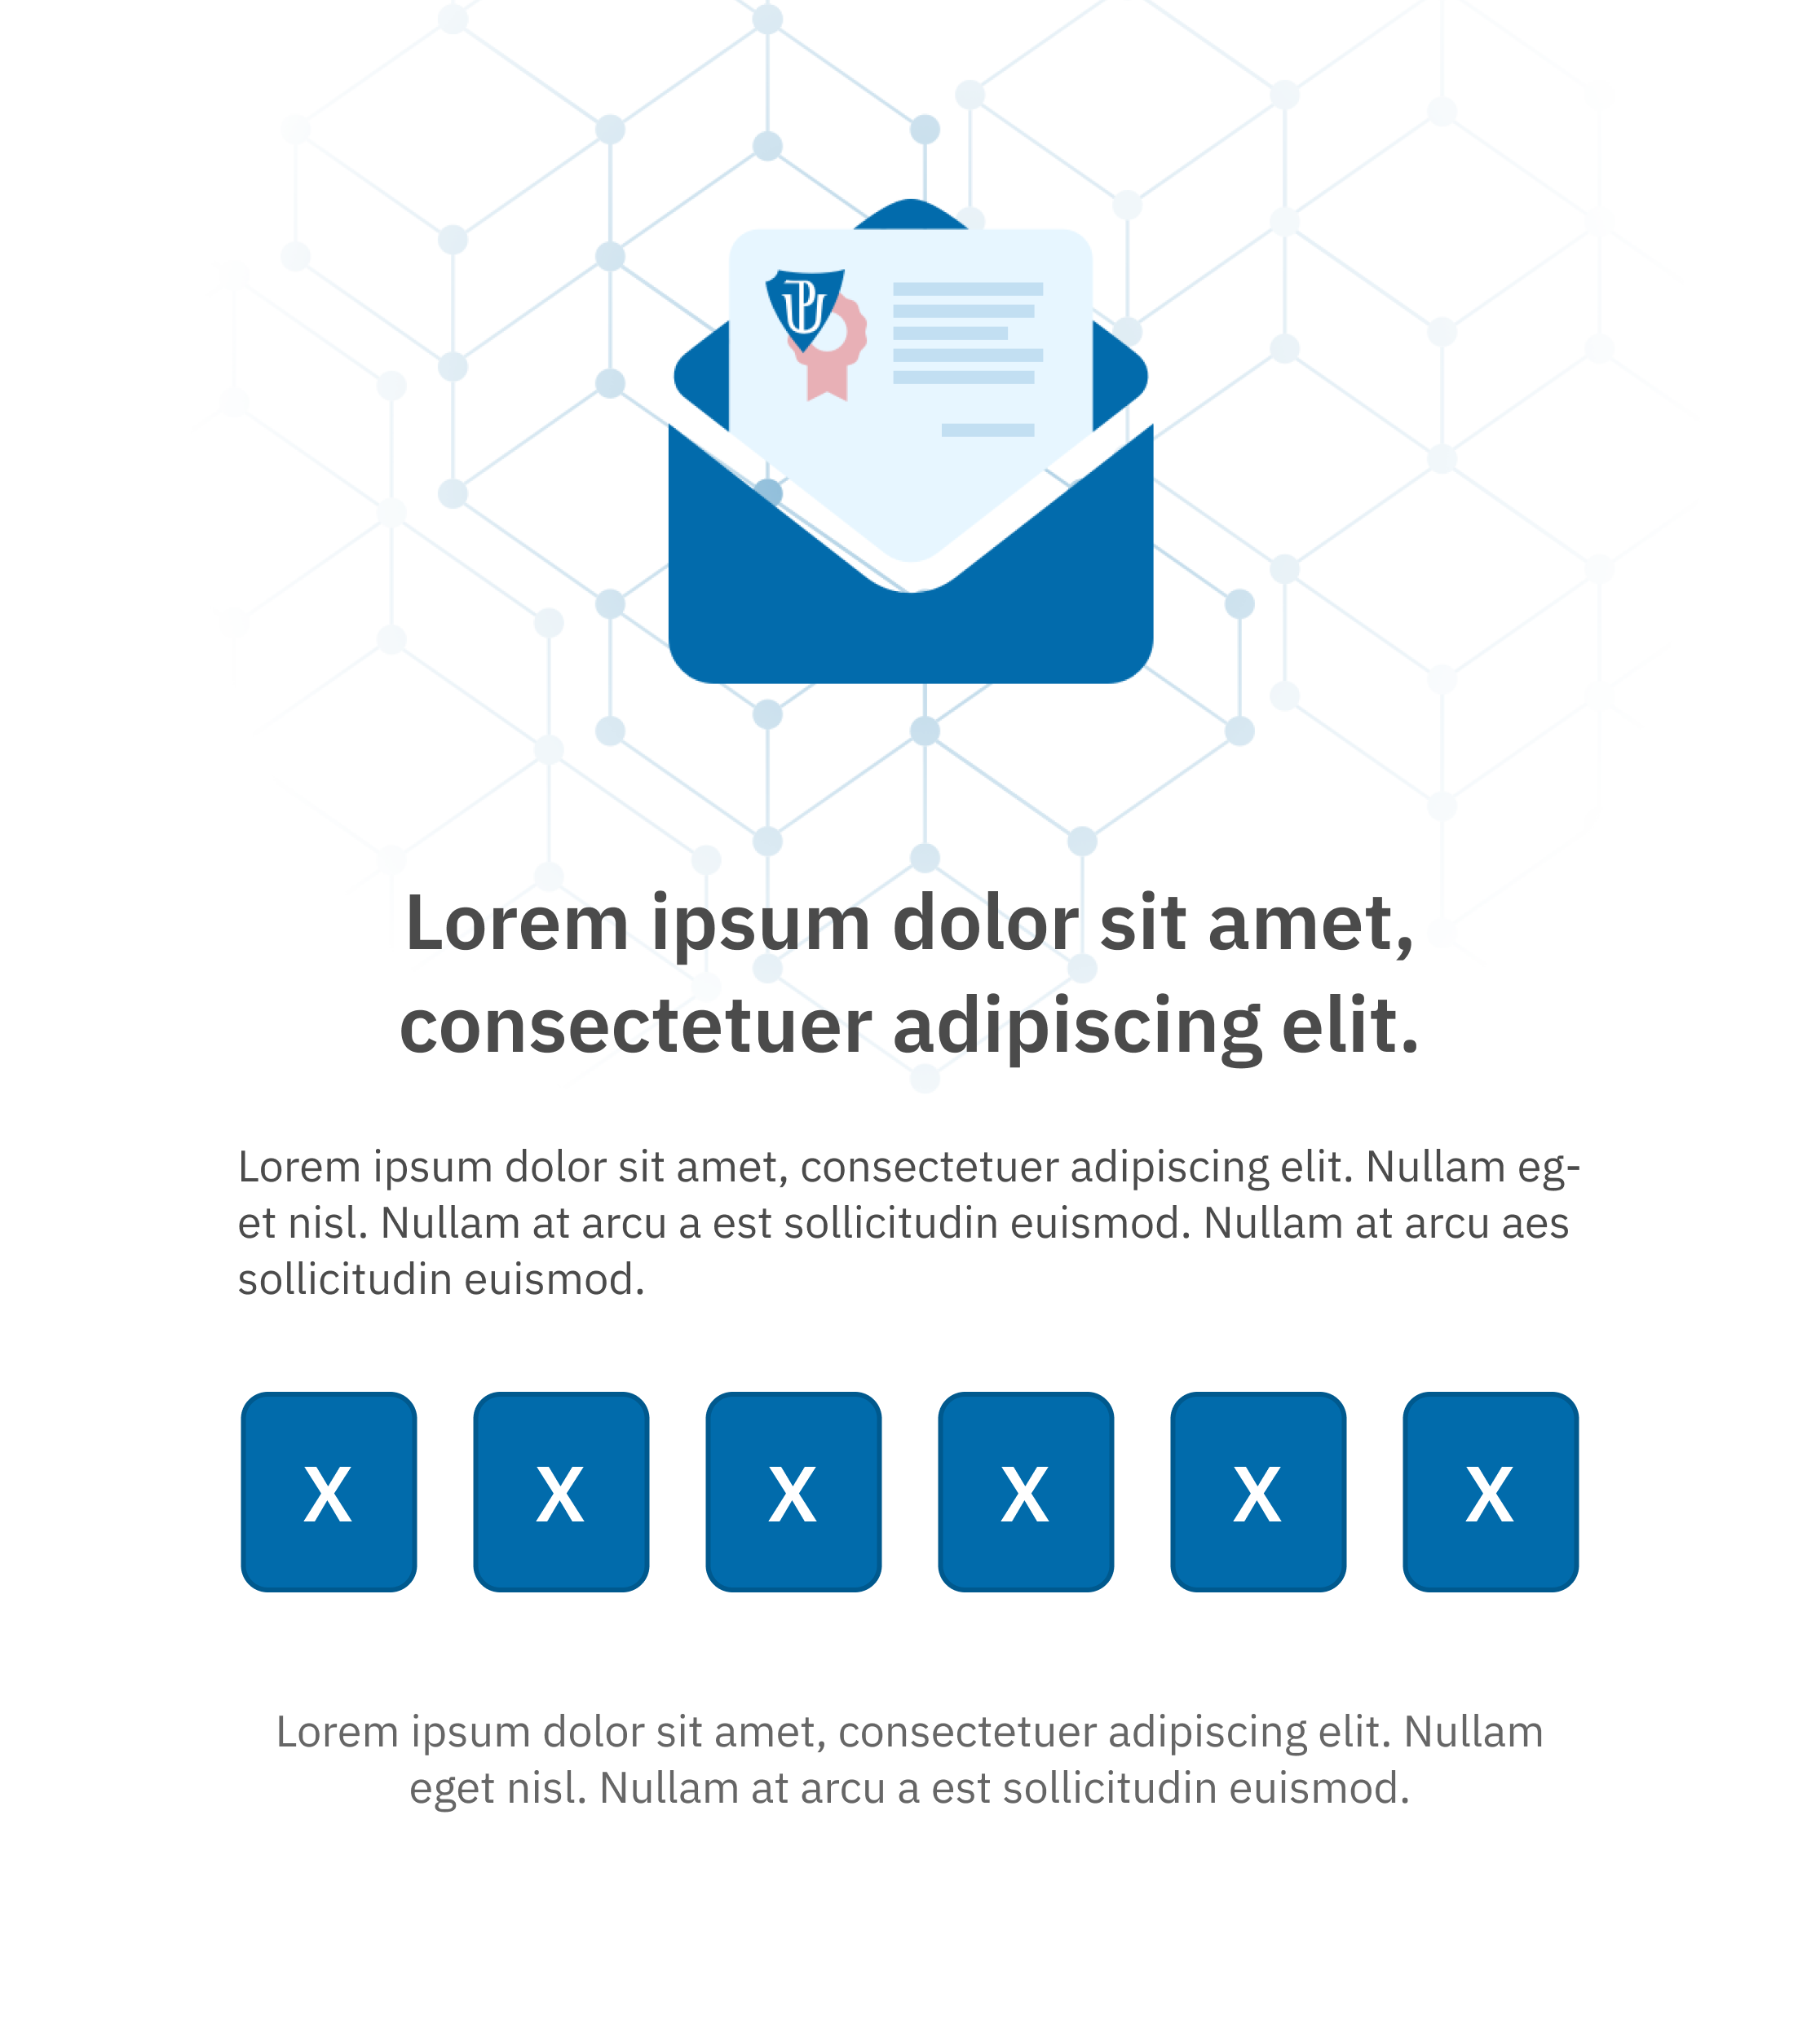 UP
Lorem ipsum dolor sit amet,
consectetuer adipiscing elit.
Lorem ipsum dolor sit amet, consectetuer adipiscing elit. Nullam eg-
et nisl. Nullam at arcu a est sollicitudin euismod. Nullam at arcu aes
sollicitudin euismod.
X X X X X X
Lorem ipsum dolor sit amet, consectetuer adipiscing elit. Nullam
eget nisl. Nullam at arcu a est sollicitudin euismod.